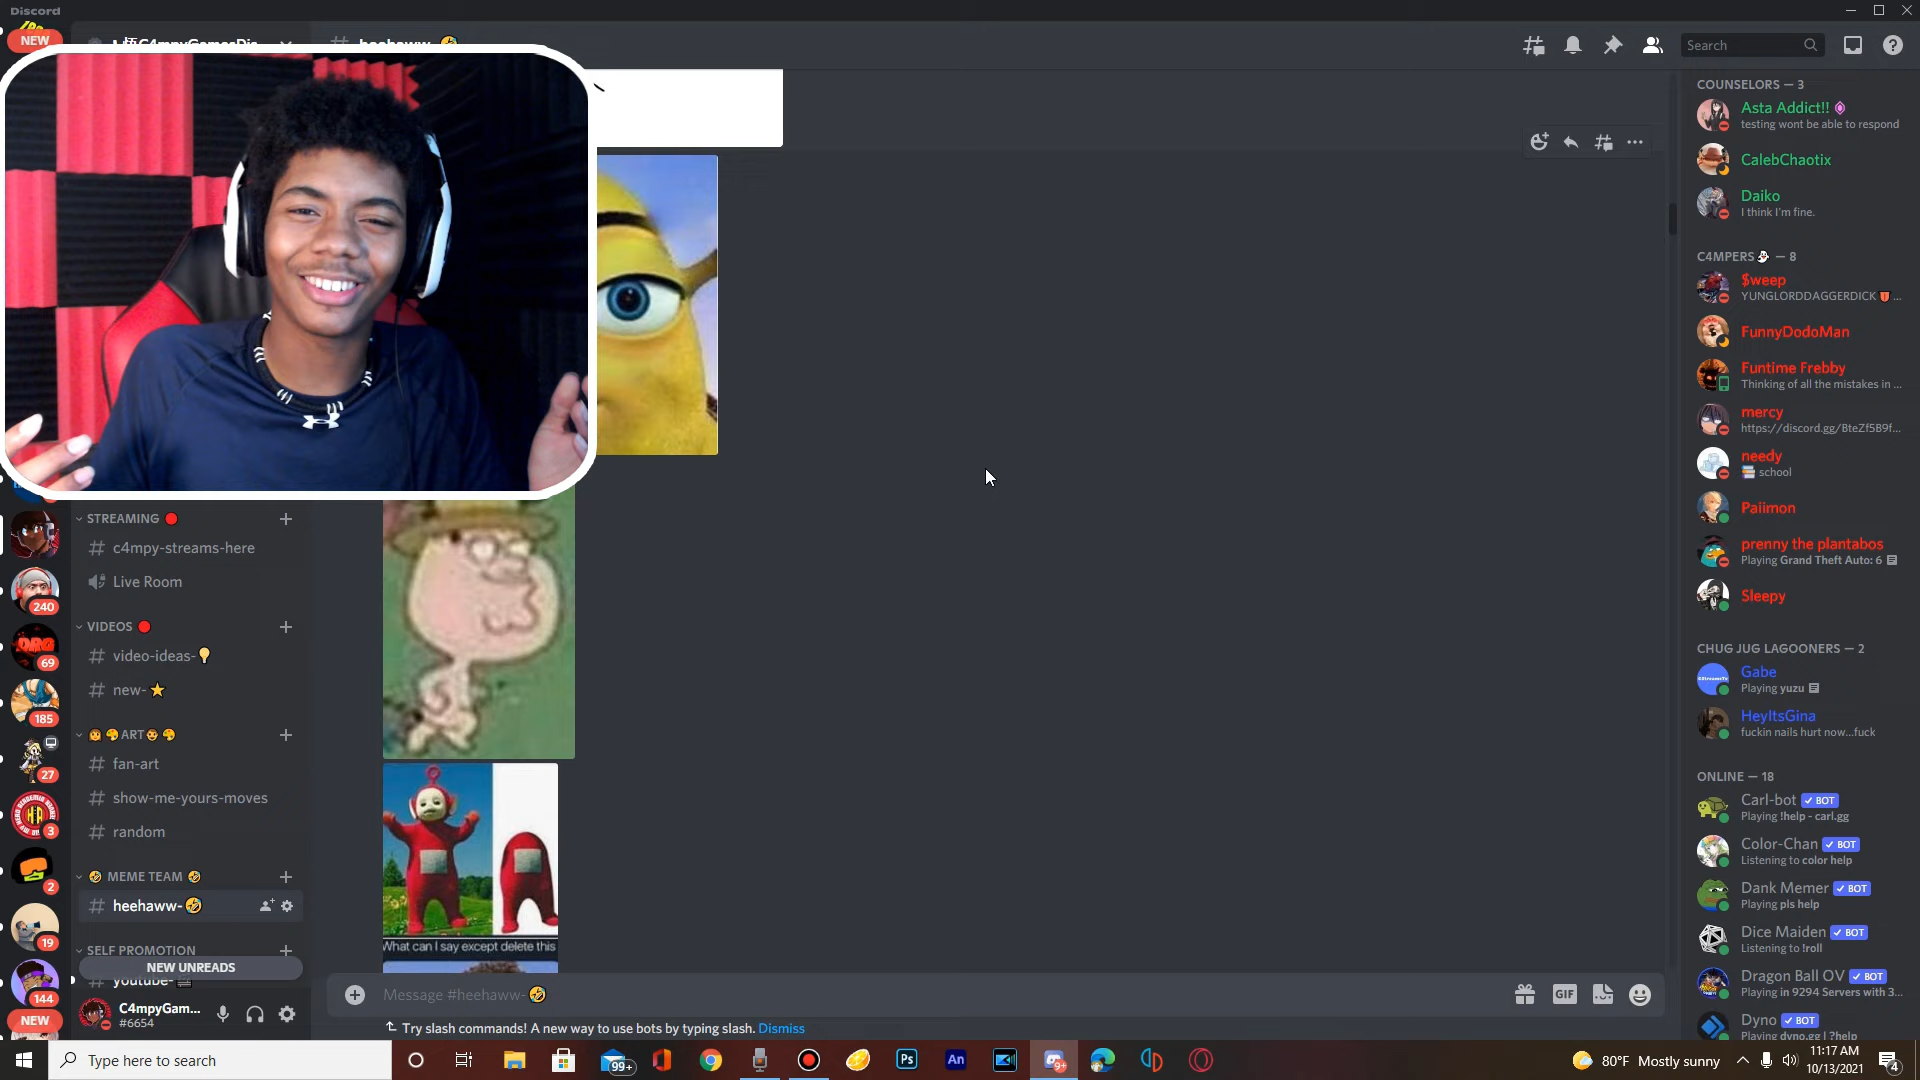 Discord
NEW
heehaww-🤣
Search
STREAMING 🔴
c4mpy-streams-here
Live Room
VIDEOS 🔴
video-ideas-💡
new-⭐
ART
fan-art
show-me-yours-moves
random
🤣 MEME TEAM 🤣
heehaww-🤣
SELF PROMOTION
NEW UNREADS
youtube-
C4mpyGam...
#6654
240
69
185
27
3
2
19
144
NEW
What can I say except delete this
Message #heehaww-🤣
GIF
Try slash commands! A new way to use bots by typing slash. Dismiss
COUNSELORS — 3
Asta Addict!!
testing wont be able to respond
CalebChaotix
Daiko
I think I'm fine.
C4MPERS👻 — 8
$weep
YUNGLORDDAGGERDICK ...
FunnyDodoMan
Funtime Frebby
Thinking of all the mistakes in ...
mercy
https://discord.gg/BteZf5B9f...
needy
📚 school
Paiimon
prenny the plantabos
Playing Grand Theft Auto: 6
Sleepy
CHUG JUG LAGOONERS — 2
Gabe
Playing yuzu
HeyItsGina
fuckin nails hurt now...fuck
ONLINE — 18
Carl-bot ✓ BOT
Playing !help - carl.gg
Color-Chan ✓ BOT
Listening to color help
Dank Memer ✓ BOT
Playing pls help
Dice Maiden ✓ BOT
Listening to !roll
Dragon Ball OV ✓ BOT
Playing in 9294 Servers with 3...
Dyno ✓ BOT
Playing dyno.gg | ?help
Type here to search
99+
Ps
An
9+
80°F Mostly sunny
11:17 AM
10/13/2021
4